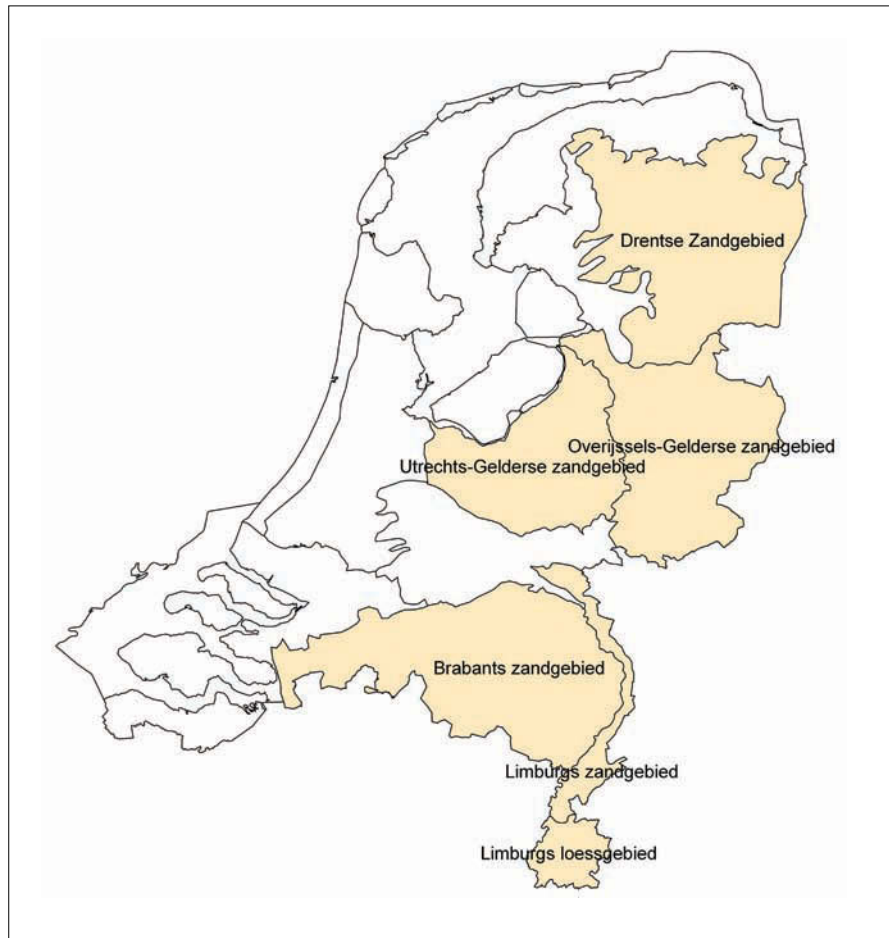 Drentse Zandgebied
Overijssels-Gelderse zandgebied
Utrechts-Gelderse zandgebied
Brabants zandgebied
Limburgs zandgebied
Limburgs loessgebied